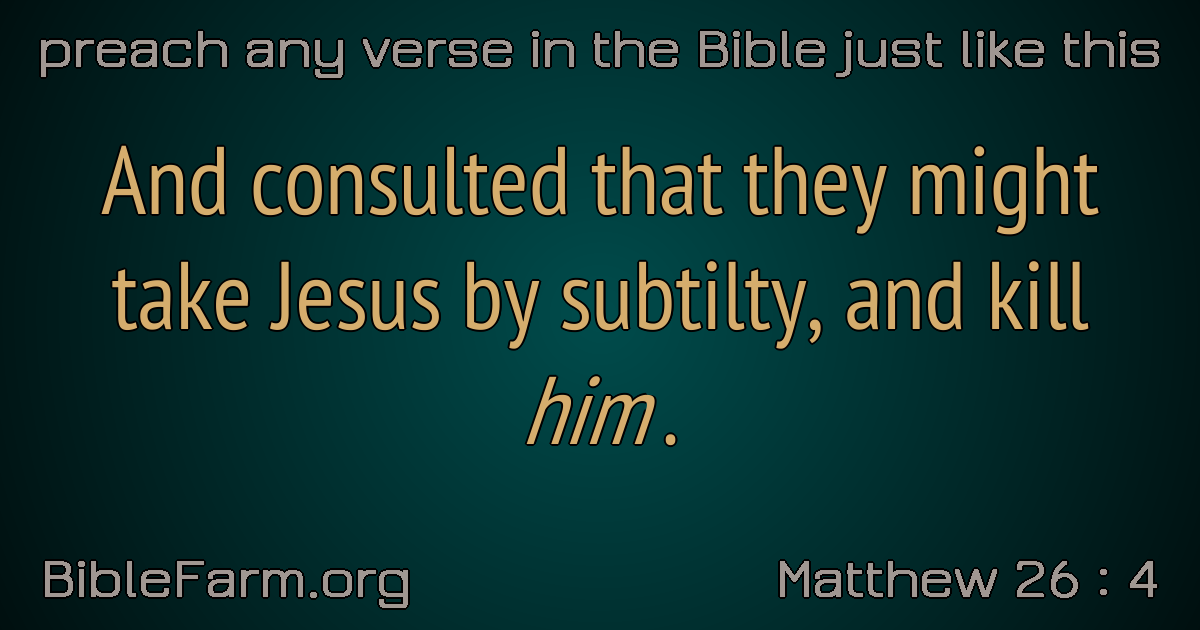 preach any verse in the Bible just like this
And consulted that they might
take Jesus by subtilty, and kill
him.
BibleFarm.org
Matthew 26 : 4